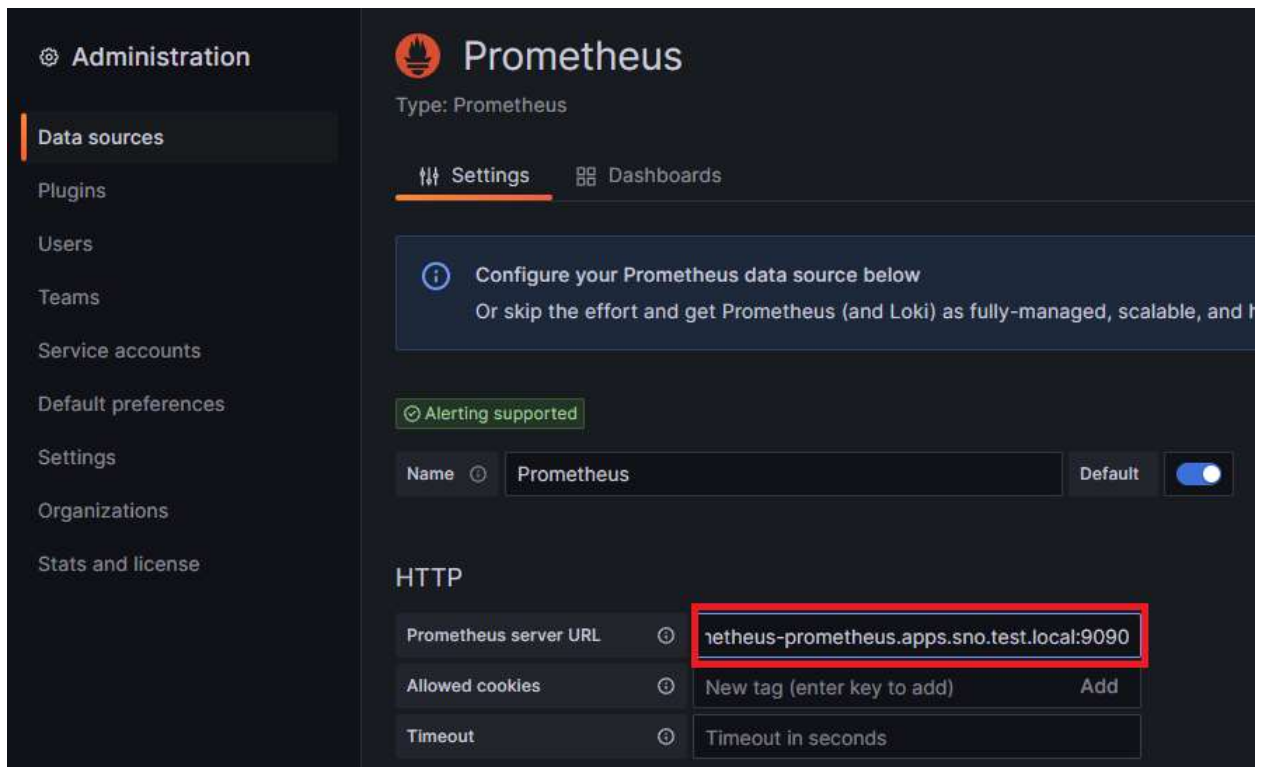 Administration
Data sources
Plugins
Users
Teams
Service accounts
Default preferences
Settings
Organizations
Stats and license
Prometheus
Type: Prometheus
Settings
Dashboards
Configure your Prometheus data source below
Or skip the effort and get Prometheus (and Loki) as fully-managed, scalable, and
Alerting supported
Name Prometheus Default
HTTP
Prometheus server URL netheus-prometheus.apps.sno.test.local:9090
Allowed cookies New tag (enter key to add) Add
Timeout Timeout in seconds